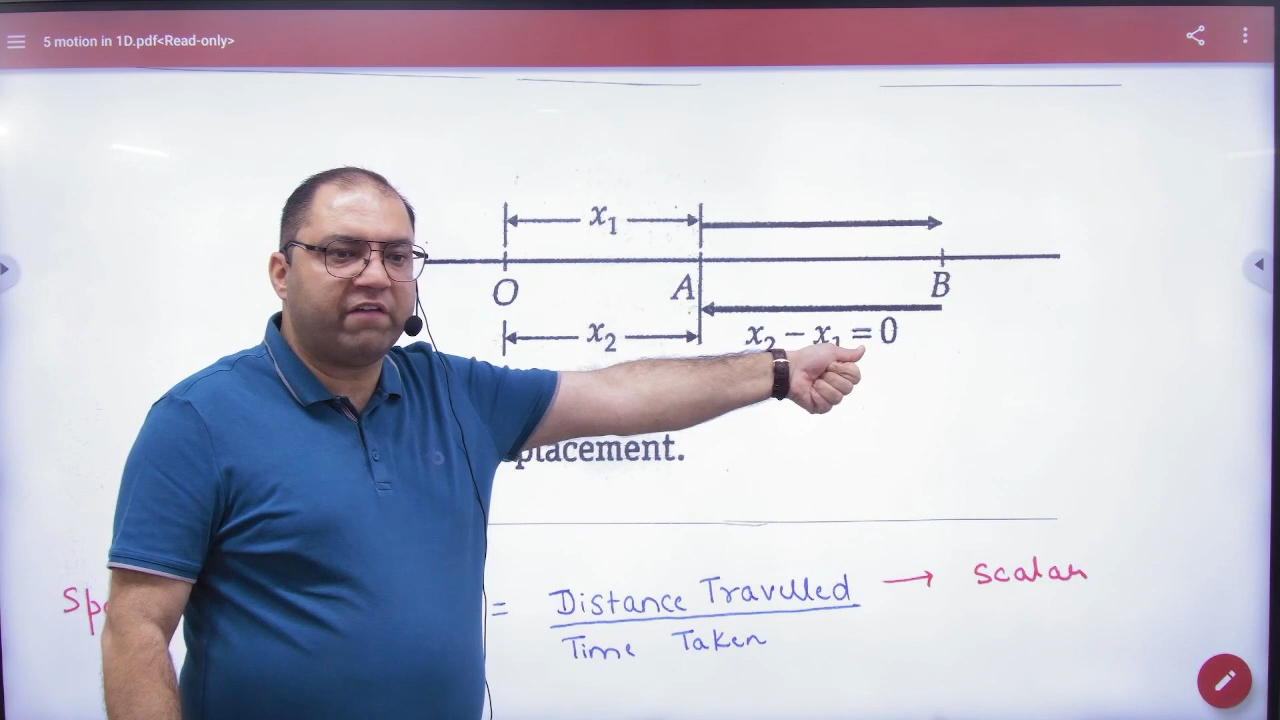 5 motion in 1D.pdf<Read-only>
x₁
O A B
x₂ x₂ − x₁ = 0
placement.
Sp = Distance Travelled → scalar
Time Taken